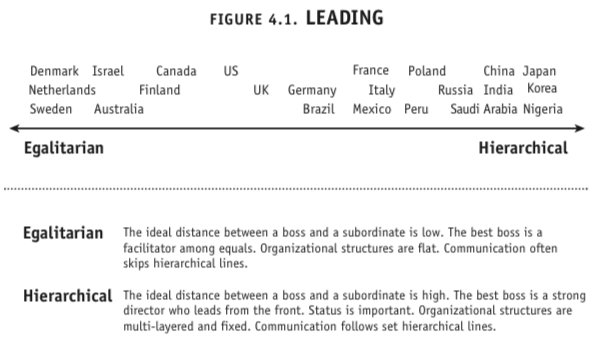 FIGURE 4.1. LEADING
Denmark Israel Canada US France Poland China Japan
Netherlands Finland UK Germany Italy Russia India Korea
Sweden Australia Brazil Mexico Peru Saudi Arabia Nigeria
Egalitarian Hierarchical
Egalitarian The ideal distance between a boss and a subordinate is low. The best boss is a
facilitator among equals. Organizational structures are flat. Communication often
skips hierarchical lines.
Hierarchical The ideal distance between a boss and a subordinate is high. The best boss is a strong
director who leads from the front. Status is important. Organizational structures are
multi-layered and fixed. Communication follows set hierarchical lines.